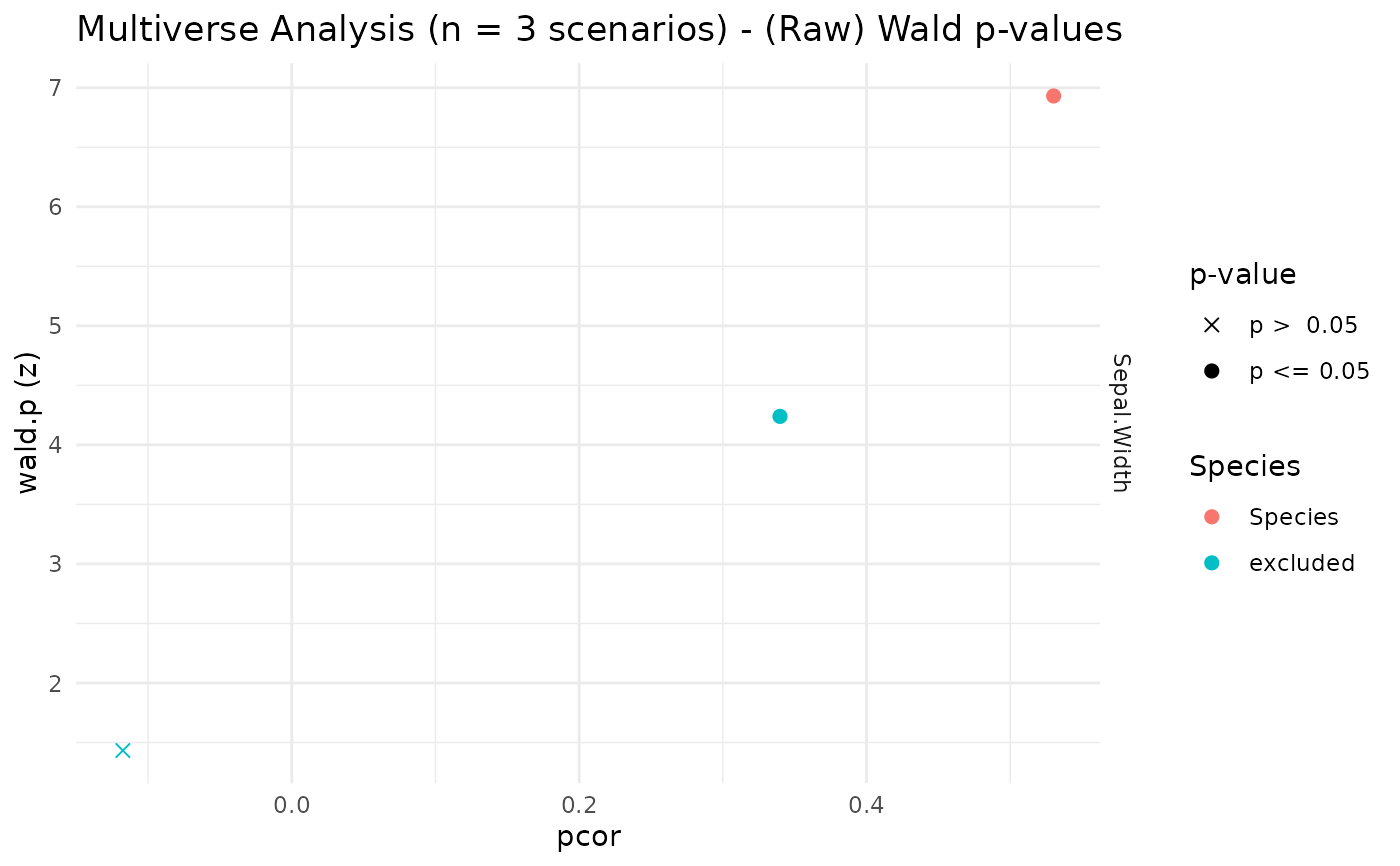 Multiverse Analysis (n = 3 scenarios) - (Raw) Wald p-values
7
6
5
4
3
2
wald.p (z)
0.0
0.2
0.4
pcor
Sepal.Width
p-value
p >  0.05
p <= 0.05
Species
Species
excluded